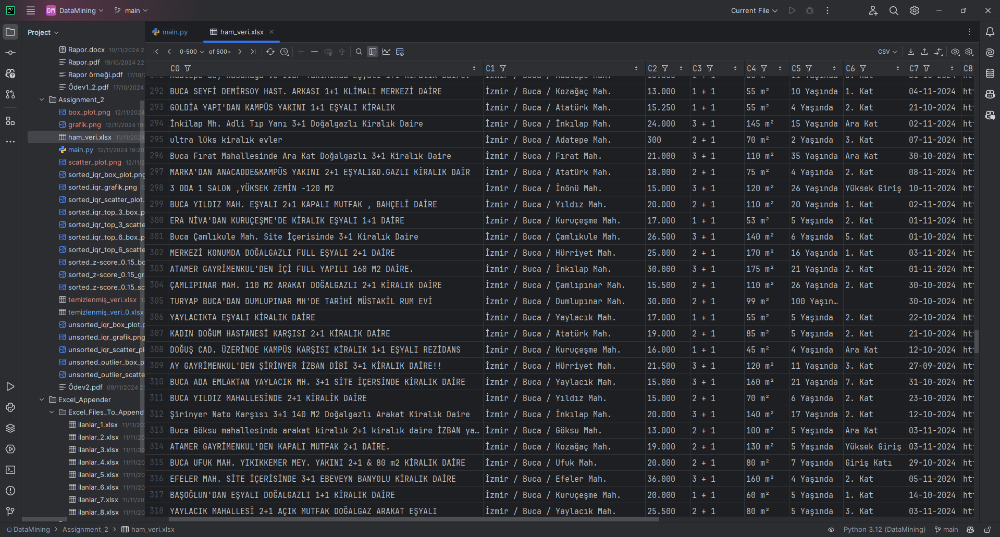 DM DataMining main Current File
Project
main.py ham_veri.xlsx
0-500 of 500+ CSV
Rapor.docx 10/11/2024 2
Rapor.pdf 19/10/2024 22
Rapor örneği.pdf 17/10/
Ödev1_2.pdf 17/10/2024
Assignment_2
box_plot.png 12/11/2024
grafik.png 12/11/2024 19:
ham_veri.xlsx 11/11/2024
main.py 12/11/2024 19:20
scatter_plot.png 12/11/2
sorted_iqr_box_plot.png
sorted_iqr_grafik.png
sorted_iqr_scatter_plot.
sorted_iqr_top_3_box_p
sorted_iqr_top_3_scatte
sorted_iqr_top_6_box_p
sorted_iqr_top_6_scatte
sorted_z-score_0.15_bo
sorted_z-score_0.15_gr
sorted_z-score_0.15_sc
temizlenmiş_veri.xlsx
temizlenmiş_veri_0.xlsx
unsorted_iqr_box_plot.p
unsorted_iqr_grafik.png
unsorted_iqr_scatter_pl
unsorted_outlier_box_p
unsorted_outlier_scatte
Ödev2.pdf 09/11/2024 2
Excel_Appender
Excel_Files_To_Append
ilanlar_1.xlsx 11/11/20
ilanlar_2.xlsx 11/11/20
ilanlar_3.xlsx 11/11/20
ilanlar_4.xlsx 11/11/20
ilanlar_5.xlsx 11/11/20
ilanlar_6.xlsx 11/11/20
ilanlar_7.xlsx 11/11/20
ilanlar_8.xlsx 11/11/20
C0 C1 C2 C3 C4 C5 C6 C7 C8
292 BUCA SEYFİ DEMİRSOY HAST. ARKASI 1+1 KLİMALI MERKEZİ DAİRE İzmir / Buca / Kozağaç Mah. 13.000 1 + 1 55 m² 10 Yaşında 1. Kat 04-11-2024 ht
293 GOLDİA YAPI'DAN KAMPÜS YAKINI 1+1 EŞYALI KİRALIK İzmir / Buca / Atatürk Mah. 15.250 1 + 1 55 m² 4 Yaşında 2. Kat 21-10-2024 ht
294 İnkilap Mh. Adli Tıp Yanı 3+1 Doğalgazlı Kiralık Daire İzmir / Buca / İnkılap Mah. 24.000 3 + 1 145 m² 15 Yaşında Ara Kat 02-11-2024 ht
295 ultra lüks kiralık evler İzmir / Buca / Adatepe Mah. 300 2 + 1 70 m² 2 Yaşında 3. Kat 07-11-2024 ht
296 Buca Fırat Mahallesinde Ara Kat Doğalgazlı 3+1 Kiralık Daire İzmir / Buca / Fırat Mah. 21.000 3 + 1 110 m² 35 Yaşında Ara Kat 30-10-2024 ht
297 MARKA'DAN ANACADDE&KAMPÜS YAKINI 2+1 EŞYALI&D.GAZLI KİRALIK DAİR İzmir / Buca / Atatürk Mah. 18.000 2 + 1 75 m² 4 Yaşında 2. Kat 08-11-2024 ht
298 3 ODA 1 SALON ,YÜKSEK ZEMİN -120 M2 İzmir / Buca / İnönü Mah. 15.000 3 + 1 120 m² 26 Yaşında Yüksek Giriş 10-11-2024 ht
299 BUCA YILDIZ MAH. EŞYALI 2+1 KAPALI MUTFAK , BAHÇELİ DAİRE İzmir / Buca / Yıldız Mah. 20.000 2 + 1 110 m² 20 Yaşında 1. Kat 02-11-2024 ht
300 ERA NİVA'DAN KURUÇEŞME'DE KİRALIK EŞYALI 1+1 DAİRE İzmir / Buca / Kuruçeşme Mah. 17.000 1 + 1 53 m² 5 Yaşında 2. Kat 01-11-2024 ht
301 Buca Çamlıkule Mah. Site İçerisinde 3+1 Kiralık Daire İzmir / Buca / Çamlıkule Mah. 26.500 3 + 1 140 m² 6 Yaşında 5. Kat 01-10-2024 ht
302 MERKEZİ KONUMDA DOĞALGAZLI FULL EŞYALI 2+1 DAİRE İzmir / Buca / Hürriyet Mah. 25.000 2 + 1 170 m² 16 Yaşında 1. Kat 03-11-2024 ht
303 ATAMER GAYRİMENKUL'DEN İÇİ FULL YAPILI 160 M2 DAİRE. İzmir / Buca / İnkılap Mah. 30.000 3 + 1 175 m² 21 Yaşında 2. Kat 01-11-2024 ht
304 ÇAMLIPINAR MAH. 110 M2 ARAKAT DOĞALGAZLI 2+1 KİRALIK DAİRE İzmir / Buca / Çamlıpınar Mah. 15.500 2 + 1 110 m² 26 Yaşında 2. Kat 30-10-2024 ht
305 TURYAP BUCA'DAN DUMLUPINAR MH'DE TARİHİ MÜSTAKİL RUM EVİ İzmir / Buca / Dumlupınar Mah. 30.000 2 + 1 99 m² 100 Yaşın… 30-10-2024 ht
306 YAYLACIKTA EŞYALI KİRALIK DAİRE İzmir / Buca / Yaylacık Mah. 17.000 1 + 1 55 m² 5 Yaşında 2. Kat 22-10-2024 ht
307 KADIN DOĞUM HASTANESİ KARŞISI 2+1 KİRALIK DAİRE İzmir / Buca / Atatürk Mah. 19.000 2 + 1 85 m² 5 Yaşında 2. Kat 21-10-2024 ht
308 DOĞUŞ CAD. ÜZERİNDE KAMPÜS KARŞISI KİRALIK 1+1 EŞYALI REZİDANS İzmir / Buca / Kuruçeşme Mah. 16.000 1 + 1 45 m² 4 Yaşında Ara Kat 12-10-2024 ht
309 AY GAYRİMENKUL'DEN ŞİRİNYER İZBAN DİBİ 3+1 KİRALIK DAİRE!! İzmir / Buca / Hürriyet Mah. 21.500 3 + 1 120 m² 11 Yaşında 3. Kat 27-09-2024 ht
310 BUCA ADA EMLAKTAN YAYLACIK MH. 3+1 SİTE İÇERSİNDE KİRALIK DAİRE İzmir / Buca / Yaylacık Mah. 15.000 3 + 1 160 m² 21 Yaşında 7. Kat 31-10-2024 ht
311 BUCA YILDIZ MAHALLESİNDE 2+1 KİRALİK DAİRE İzmir / Buca / Yıldız Mah. 15.000 2 + 1 70 m² 6 Yaşında 2. Kat 23-10-2024 ht
312 Şirinyer Nato Karşısı 3+1 140 M2 Doğalgazlı Arakat Kiralık Daire İzmir / Buca / İnkılap Mah. 20.000 3 + 1 140 m² 17 Yaşında 2. Kat 12-10-2024 ht
313 Buca Göksu mahallesinde arakat kiralık 2+1 kiralık daire İZBAN ya… İzmir / Buca / Göksu Mah. 13.000 2 + 1 100 m² 5 Yaşında Ara Kat 03-11-2024 ht
314 ATAMER GAYRİMENKUL'DEN KAPALI MUTFAK 2+1 DAİRE. İzmir / Buca / Kozağaç Mah. 19.000 2 + 1 130 m² 5 Yaşında Yüksek Giriş 03-11-2024 ht
315 BUCA UFUK MAH. YIKIKKEMER MEY. YAKINI 2+1 & 80 m2 KİRALIK DAİRE İzmir / Buca / Ufuk Mah. 20.000 2 + 1 80 m² 7 Yaşında Giriş Katı 29-10-2024 ht
316 EFELER MAH. SİTE İÇERİSİNDE 3+1 EBEVEYN BANYOLU KİRALIK DAİRE İzmir / Buca / Efeler Mah. 36.000 3 + 1 160 m² 4 Yaşında 2. Kat 05-11-2024 ht
317 BAŞOĞLUN'DAN EŞYALI DOĞALGAZLI 1+1 KİRALIK DAİRE İzmir / Buca / Kuruçeşme Mah. 20.000 1 + 1 60 m² 5 Yaşında 1. Kat 14-10-2024 ht
318 YAYLACIK MAHALLESİ 2+1 AÇIK MUTFAK DOĞALGAZ ARAKAT EŞYALI İzmir / Buca / Yaylacık Mah. 25.500 2 + 1 80 m² 5 Yaşında 3. Kat 03-11-2024 ht
DataMining > Assignment_2 > ham_veri.xlsx Python 3.12 (DataMining) main